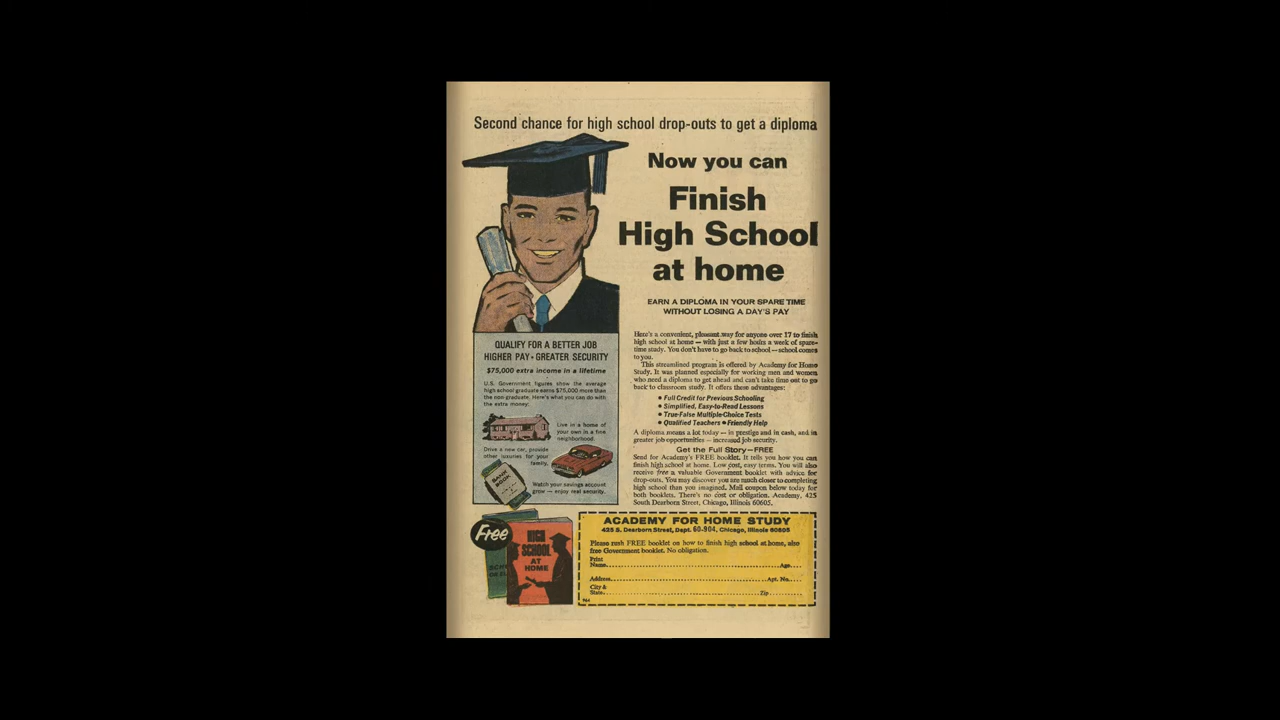 Second chance for high school drop-outs to get a diploma
Now you can
Finish
High School
at home
EARN A DIPLOMA IN YOUR SPARE TIME
WITHOUT LOSING A DAY'S PAY
QUALIFY FOR A BETTER JOB
HIGHER PAY • GREATER SECURITY
$75,000 extra income in a lifetime
U.S. Government figures show the average
high school graduate earns $75,000 more than
the non graduate. Here's what you can do with
the extra money:
Live in a home of
your own in a fine
neighborhood.
Drive a new car, provide
other luxuries for your
family.
BANK
BOOK
Watch your savings account
grow — enjoy real security.
Here's a convenient, pleasant way for anyone over 17 to finish
high school at home — with just a few hours a week of spare-
time study. You don't have to go back to school — school comes
to you.
This streamlined program is offered by Academy for Home
Study. It was planned especially for working men and women
who need a diploma to get ahead and can't take time out to go
back to classroom study. It offers these advantages:
• Full Credit for Previous Schooling
• Simplified, Easy-to-Read Lessons
• True-False Multiple-Choice Tests
• Qualified Teachers • Friendly Help
A diploma means a lot today — in prestige and in cash, and in
greater job opportunities — increased job security.
Get the Full Story—FREE
Send for Academy's FREE booklet. It tells you how you can
finish high school at home. Low cost, easy terms. You will also
receive free a valuable Government booklet with advice for
drop-outs. You may discover you are much closer to completing
high school than you imagined. Mail coupon below today for
both booklets. There's no cost or obligation. Academy, 425
South Dearborn Street, Chicago, Illinois 60605.
Free
HIGH
SCHOOL
AT
HOME
ACADEMY FOR HOME STUDY
425 S. Dearborn Street, Dept. 60-904, Chicago, Illinois 60605
Please rush FREE booklet on how to finish high school at home, also
free Government booklet. No obligation.
Print
Name Age
Address Apt. No.
City &
State Zip